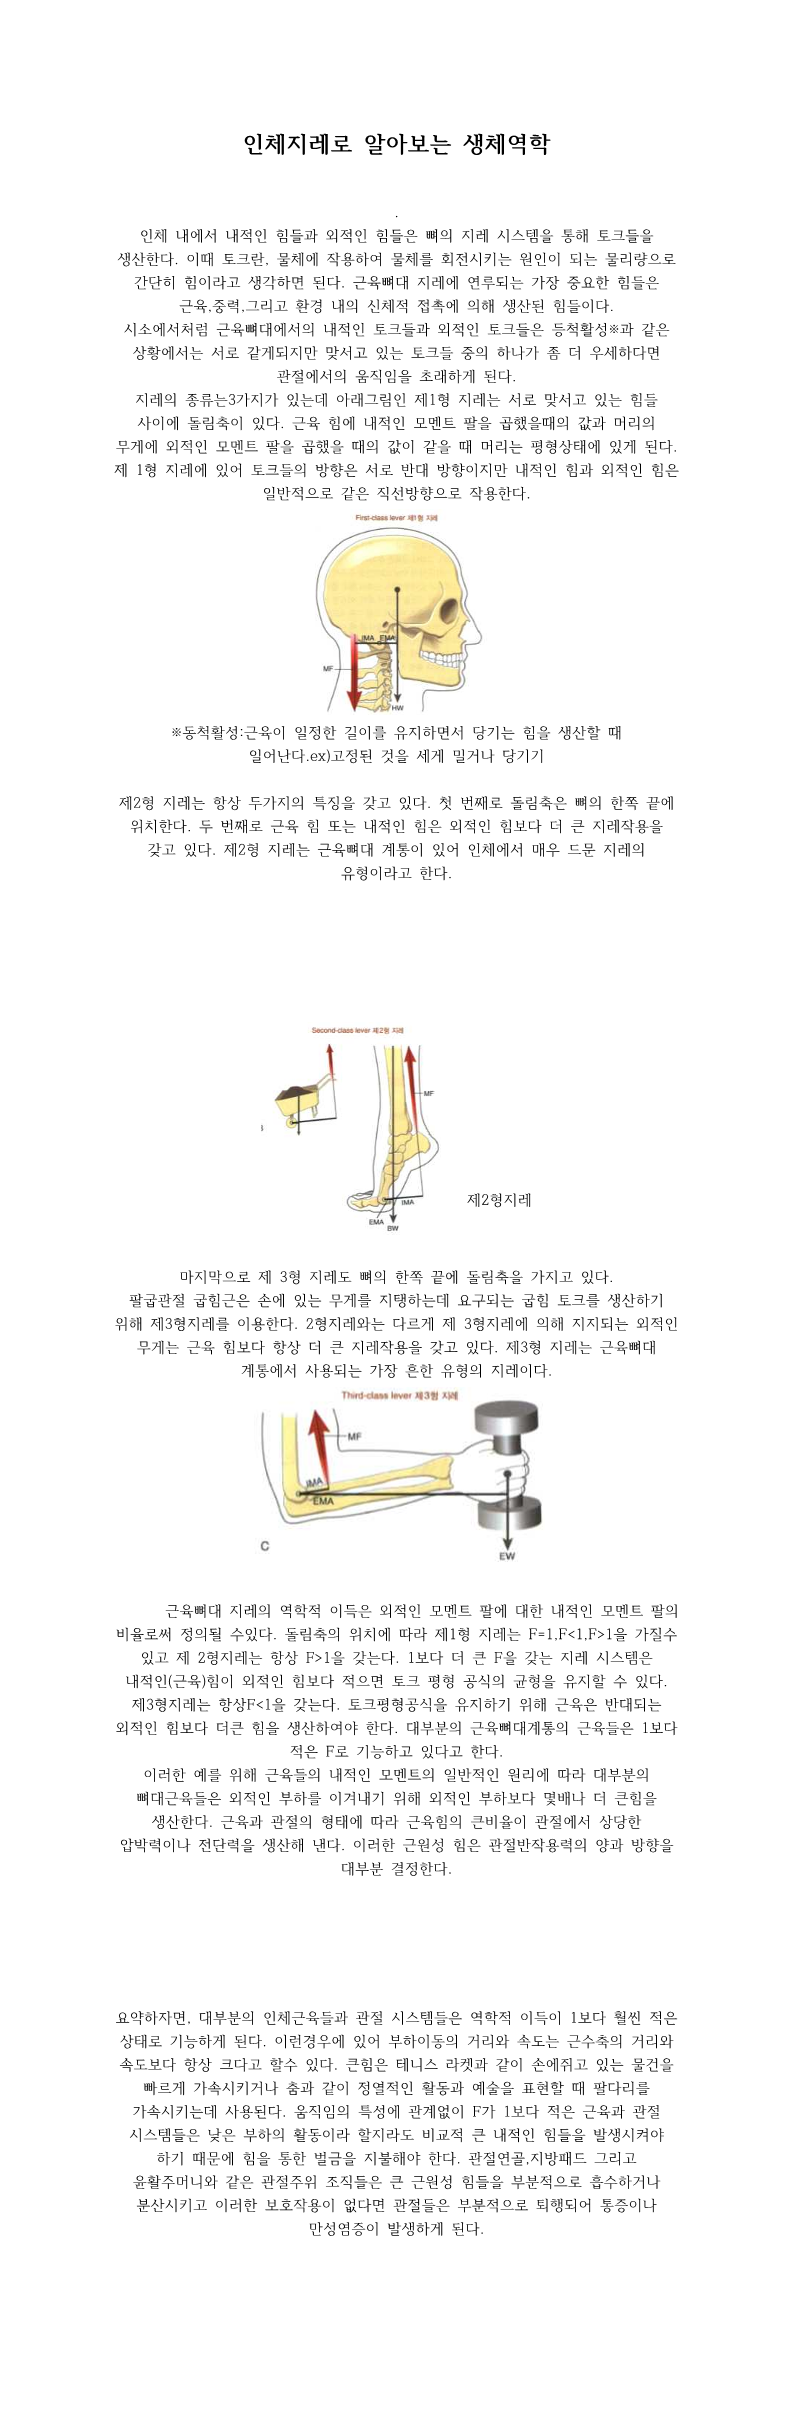 인체지레로 알아보는 생체역학
.
인체 내에서 내적인 힘들과 외적인 힘들은 뼈의 지레 시스템을 통해 토크들을
생산한다. 이때 토크란, 물체에 작용하여 물체를 회전시키는 원인이 되는 물리량으로
간단히 힘이라고 생각하면 된다. 근육뼈대 지레에 연루되는 가장 중요한 힘들은
근육,중력,그리고 환경 내의 신체적 접촉에 의해 생산된 힘들이다.
시소에서처럼 근육뼈대에서의 내적인 토크들과 외적인 토크들은 등척활성※과 같은
상황에서는 서로 같게되지만 맞서고 있는 토크들 중의 하나가 좀 더 우세하다면
관절에서의 움직임을 초래하게 된다.
지레의 종류는3가지가 있는데 아래그림인 제1형 지레는 서로 맞서고 있는 힘들
사이에 돌림축이 있다. 근육 힘에 내적인 모멘트 팔을 곱했을때의 값과 머리의
무게에 외적인 모멘트 팔을 곱했을 때의 값이 같을 때 머리는 평형상태에 있게 된다.
제 1형 지레에 있어 토크들의 방향은 서로 반대 방향이지만 내적인 힘과 외적인 힘은
일반적으로 같은 직선방향으로 작용한다.
First-class lever 제1형 지레
IMA EMA
MF
HW
※동척활성:근육이 일정한 길이를 유지하면서 당기는 힘을 생산할 때
일어난다.ex)고정된 것을 세게 밀거나 당기기
제2형 지레는 항상 두가지의 특징을 갖고 있다. 첫 번째로 돌림축은 뼈의 한쪽 끝에
위치한다. 두 번째로 근육 힘 또는 내적인 힘은 외적인 힘보다 더 큰 지레작용을
갖고 있다. 제2형 지레는 근육뼈대 계통이 있어 인체에서 매우 드문 지레의
유형이라고 한다.
Second-class lever 제2형 지레
MF
IMA
EMA
BW
제2형지레
마지막으로 제 3형 지레도 뼈의 한쪽 끝에 돌림축을 가지고 있다.
팔굽관절 굽힘근은 손에 있는 무게를 지탱하는데 요구되는 굽힘 토크를 생산하기
위해 제3형지레를 이용한다. 2형지레와는 다르게 제 3형지레에 의해 지지되는 외적인
무게는 근육 힘보다 항상 더 큰 지레작용을 갖고 있다. 제3형 지레는 근육뼈대
계통에서 사용되는 가장 흔한 유형의 지레이다.
Third-class lever 제3형 지레
MF
IMA
EMA
C
EW
근육뼈대 지레의 역학적 이득은 외적인 모멘트 팔에 대한 내적인 모멘트 팔의
비율로써 정의될 수있다. 돌림축의 위치에 따라 제1형 지레는 F=1,F<1,F>1을 가질수
있고 제 2형지레는 항상 F>1을 갖는다. 1보다 더 큰 F을 갖는 지레 시스템은
내적인(근육)힘이 외적인 힘보다 적으면 토크 평형 공식의 균형을 유지할 수 있다.
제3형지레는 항상F<1을 갖는다. 토크평형공식을 유지하기 위해 근육은 반대되는
외적인 힘보다 더큰 힘을 생산하여야 한다. 대부분의 근육뼈대계통의 근육들은 1보다
적은 F로 기능하고 있다고 한다.
이러한 예를 위해 근육들의 내적인 모멘트의 일반적인 원리에 따라 대부분의
뼈대근육들은 외적인 부하를 이겨내기 위해 외적인 부하보다 몇배나 더 큰힘을
생산한다. 근육과 관절의 형태에 따라 근육힘의 큰비율이 관절에서 상당한
압박력이나 전단력을 생산해 낸다. 이러한 근원성 힘은 관절반작용력의 양과 방향을
대부분 결정한다.
요약하자면, 대부분의 인체근육들과 관절 시스템들은 역학적 이득이 1보다 훨씬 적은
상태로 기능하게 된다. 이런경우에 있어 부하이동의 거리와 속도는 근수축의 거리와
속도보다 항상 크다고 할수 있다. 큰힘은 테니스 라켓과 같이 손에쥐고 있는 물건을
빠르게 가속시키거나 춤과 같이 정열적인 활동과 예술을 표현할 때 팔다리를
가속시키는데 사용된다. 움직임의 특성에 관계없이 F가 1보다 적은 근육과 관절
시스템들은 낮은 부하의 활동이라 할지라도 비교적 큰 내적인 힘들을 발생시켜야
하기 때문에 힘을 통한 벌금을 지불해야 한다. 관절연골,지방패드 그리고
윤활주머니와 같은 관절주위 조직들은 큰 근원성 힘들을 부분적으로 흡수하거나
분산시키고 이러한 보호작용이 없다면 관절들은 부분적으로 퇴행되어 통증이나
만성염증이 발생하게 된다.